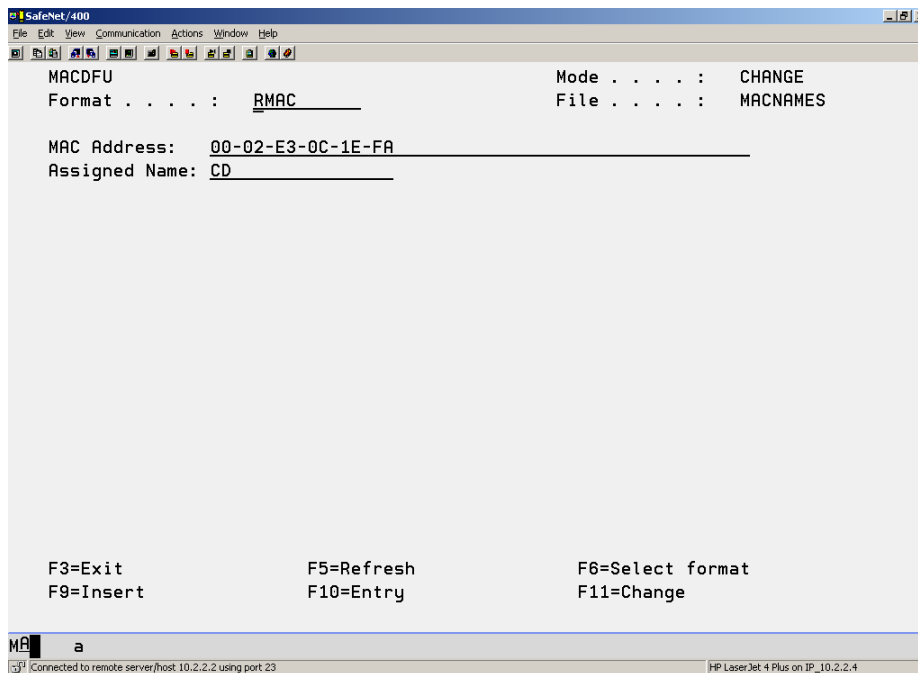 SafeNet/400
File Edit View Communication Actions Window Help
MACDFU Mode . . . . : CHANGE
Format . . . . : RMAC File . . . . : MACNAMES
MAC Address: 00-02-E3-0C-1E-FA
Assigned Name: CD
F3=Exit F5=Refresh F6=Select format
F9=Insert F10=Entry F11=Change
MA a
Connected to remote server/host 10.2.2.2 using port 23 HP LaserJet 4 Plus on IP_10.2.2.4